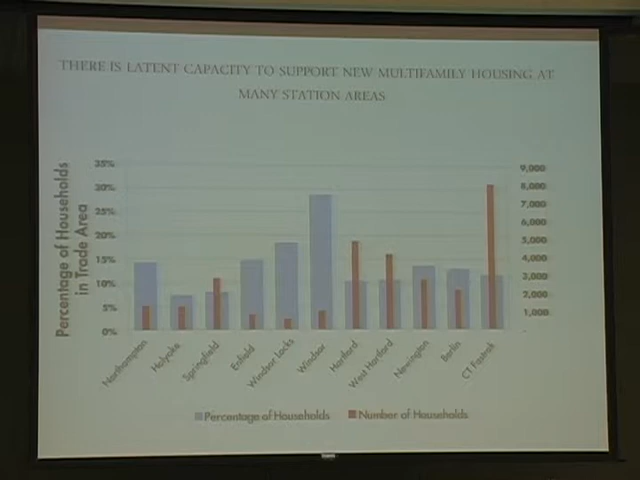 THERE IS LATENT CAPACITY TO SUPPORT NEW MULTIFAMILY HOUSING AT
MANY STATION AREAS
Percentage of Households
in Trade Area
35%
30%
25%
20%
15%
10%
5%
0%
9,000
8,000
7,000
6,000
5,000
4,000
3,000
2,000
1,000
-
Northampton
Holyoke
Springfield
Enfield
Windsor Locks
Windsor
Hartford
West Hartford
Newington
Berlin
CT Fastrak
Percentage of Households
Number of Households